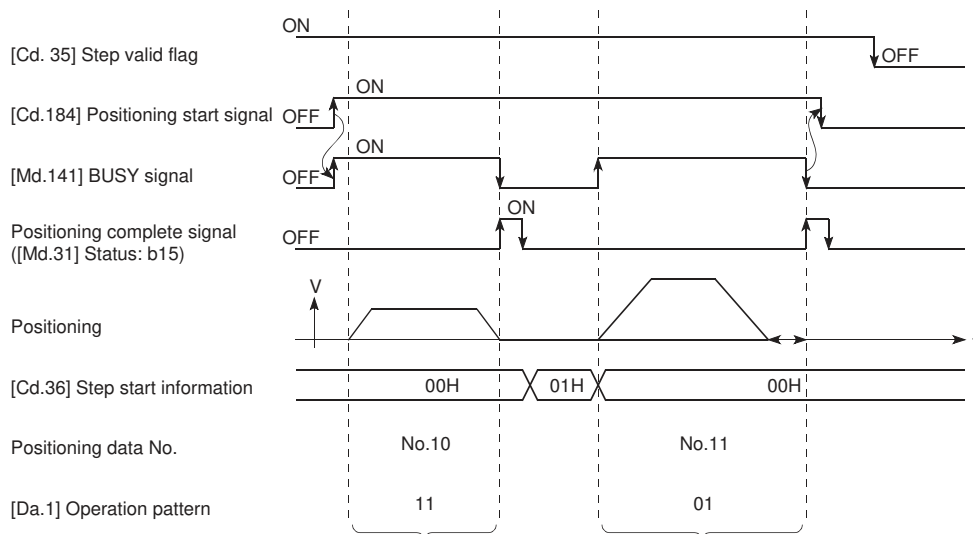 ON
[Cd. 35] Step valid flag
OFF
ON
[Cd.184] Positioning start signal OFF
ON
[Md.141] BUSY signal OFF
ON
Positioning complete signal OFF
([Md.31] Status: b15)
V
Positioning
[Cd.36] Step start information 00H 01H 00H
Positioning data No. No.10 No.11
[Da.1] Operation pattern 11 01